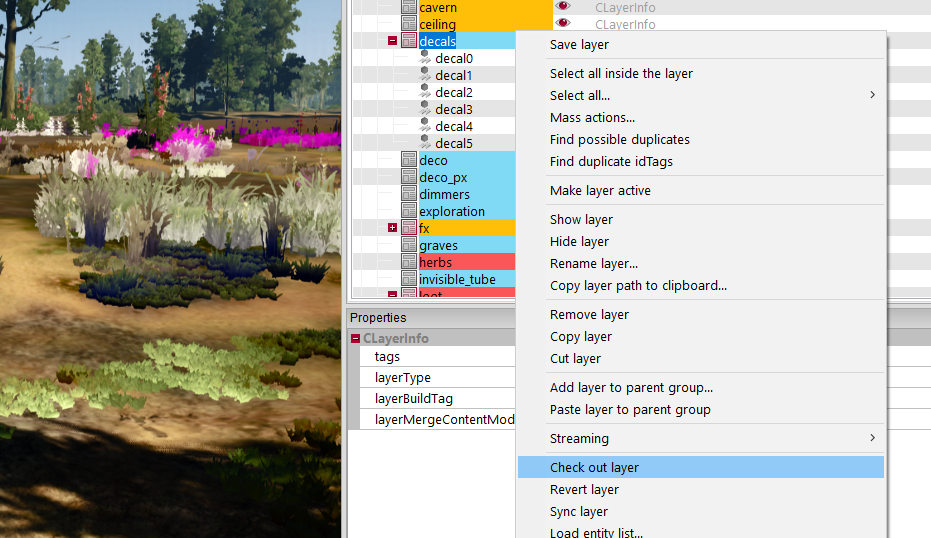 cavern CLayerInfo
ceiling CLayerInfo
decals
decal0
decal1
decal2
decal3
decal4
decal5
deco
deco_px
dimmers
exploration
fx
graves
herbs
invisible_tube
loot
Properties
CLayerInfo
tags
layerType
layerBuildTag
layerMergeContentMod
Save layer
Select all inside the layer
Select all...
Mass actions...
Find possible duplicates
Find duplicate idTags
Make layer active
Show layer
Hide layer
Rename layer...
Copy layer path to clipboard...
Remove layer
Copy layer
Cut layer
Add layer to parent group...
Paste layer to parent group
Streaming
Check out layer
Revert layer
Sync layer
Load entity list...